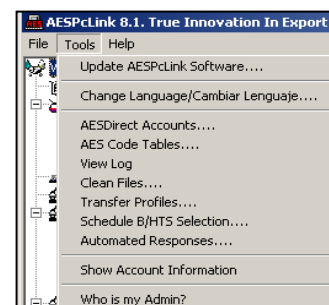 AESPcLink 8.1. True Innovation In Export
File Tools Help
Update AESPcLink Software....
Change Language/Cambiar Lenguaje....
AESDirect Accounts....
AES Code Tables....
View Log
Clean Files....
Transfer Profiles....
Schedule B/HTS Selection....
Automated Responses....
Show Account Information
Who is my Admin?